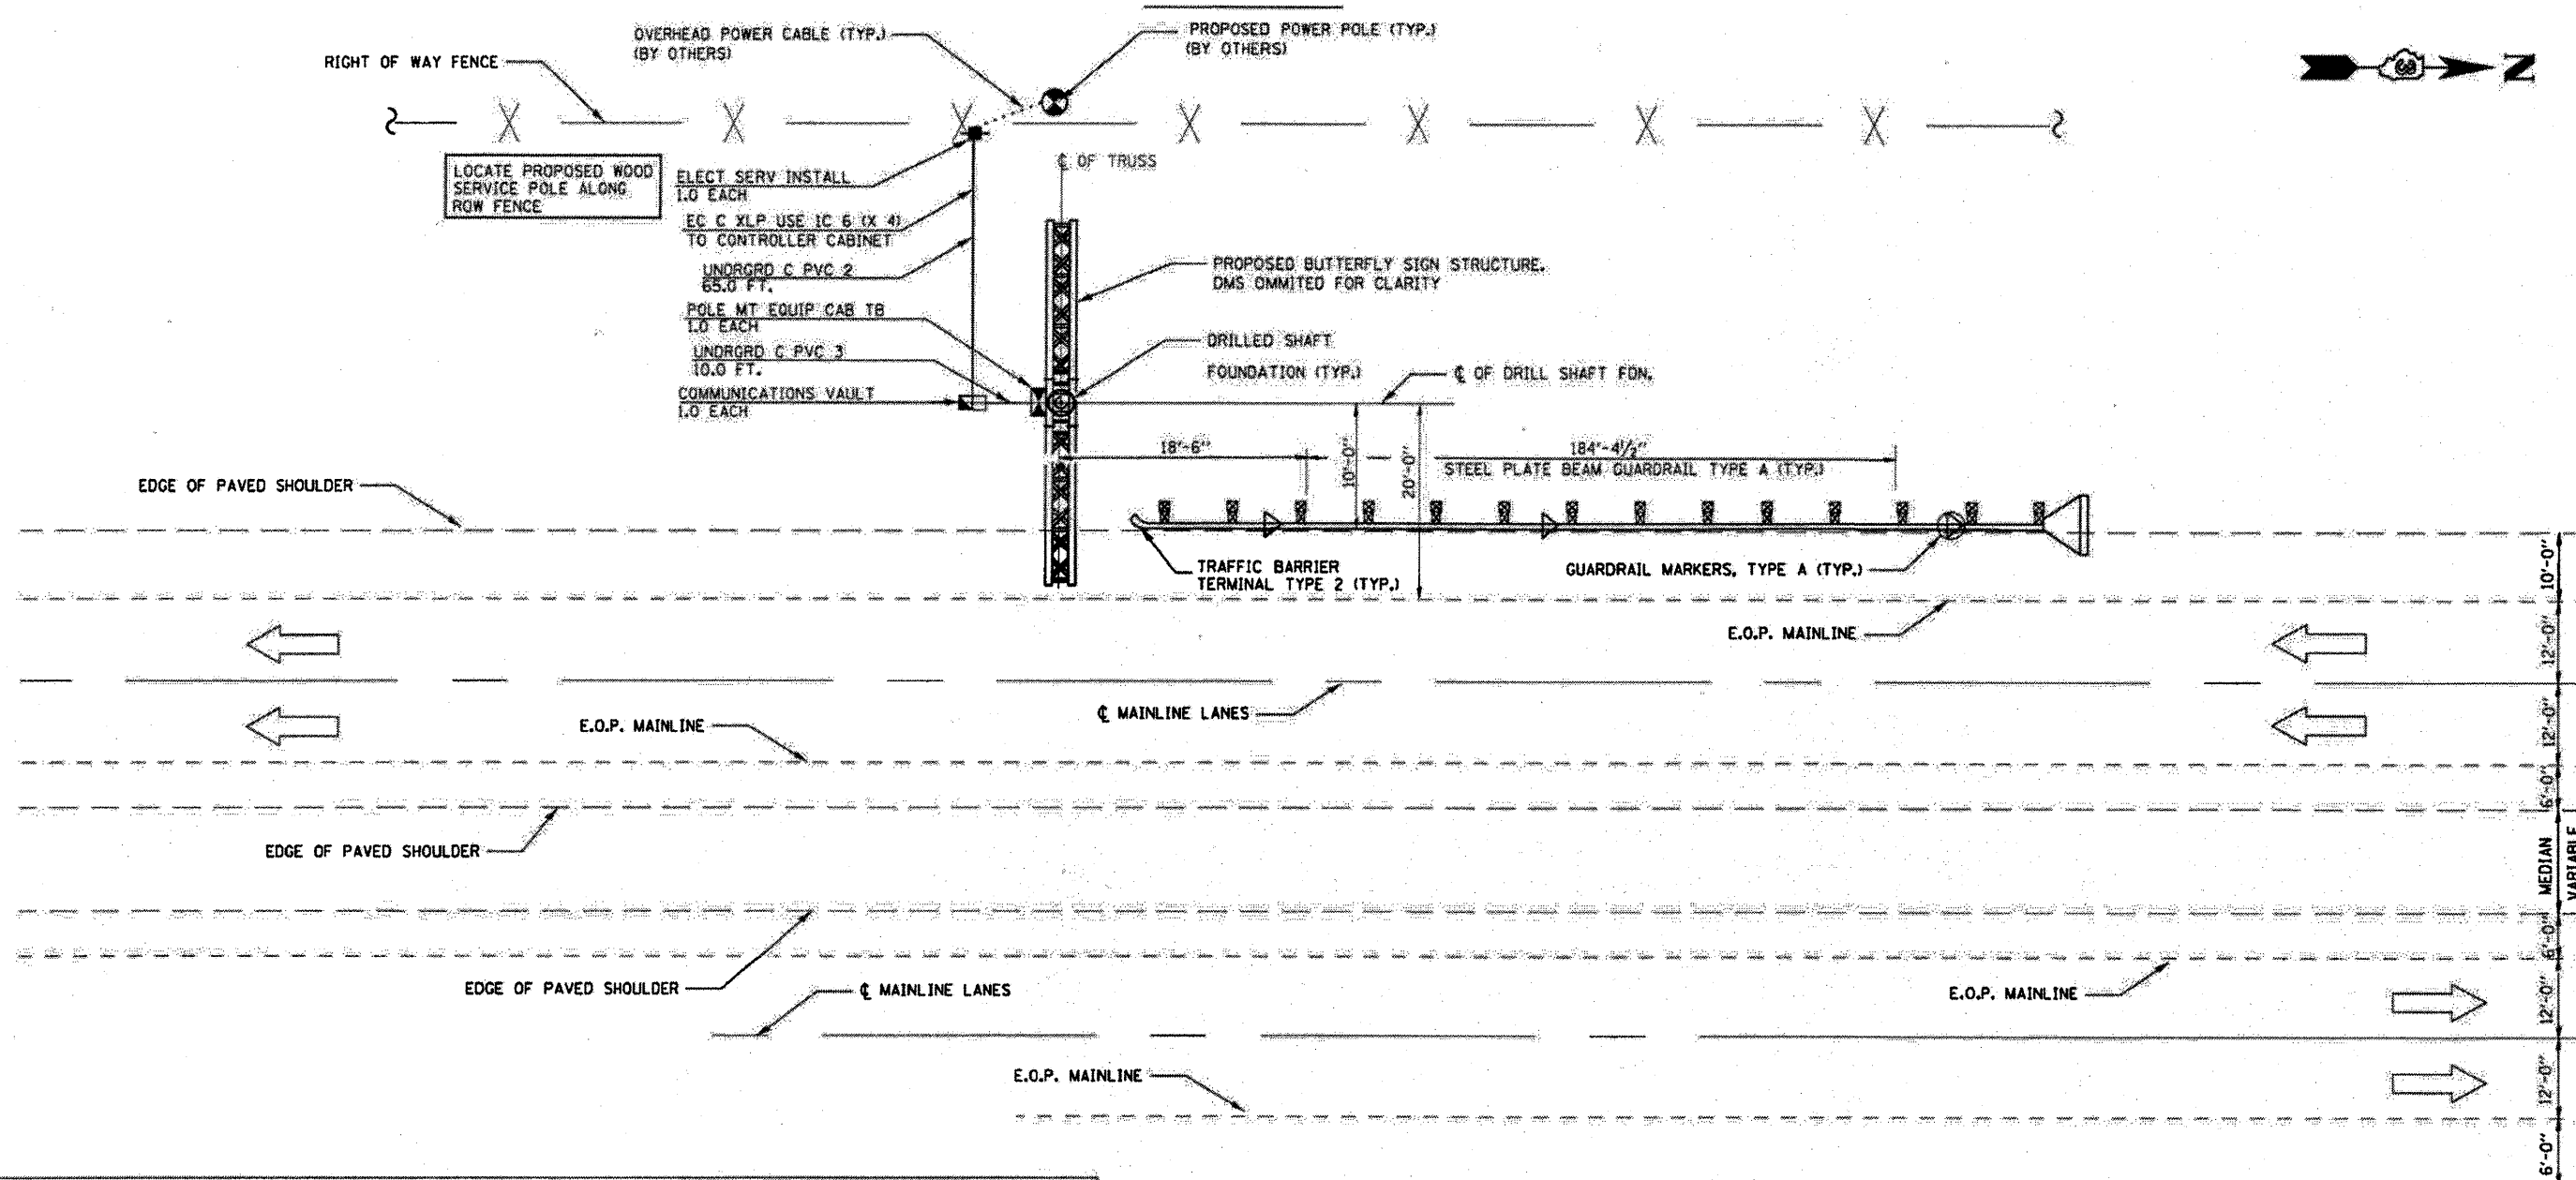 OVERHEAD POWER CABLE (TYP.)
(BY OTHERS)
PROPOSED POWER POLE (TYP.)
(BY OTHERS)
RIGHT OF WAY FENCE
N
LOCATE PROPOSED WOOD
SERVICE POLE ALONG
ROW FENCE
℄ OF TRUSS
ELECT SERV INSTALL
1.0 EACH
EC C XLP USE 1C 6 (X 4)
TO CONTROLLER CABINET
UNDRGRD C PVC 2
65.0 FT.
POLE MT EQUIP CAB TB
1.0 EACH
UNDRGRD C PVC 3
10.0 FT.
COMMUNICATIONS VAULT
1.0 EACH
PROPOSED BUTTERFLY SIGN STRUCTURE.
DMS OMMITED FOR CLARITY
DRILLED SHAFT
FOUNDATION (TYP.)
℄ OF DRILL SHAFT FDN.
18'-6"
10'-0"
20'-0"
184'-4½"
STEEL PLATE BEAM GUARDRAIL TYPE A (TYP.)
EDGE OF PAVED SHOULDER
TRAFFIC BARRIER
TERMINAL TYPE 2 (TYP.)
GUARDRAIL MARKERS, TYPE A (TYP.)
E.O.P. MAINLINE
℄ MAINLINE LANES
E.O.P. MAINLINE
EDGE OF PAVED SHOULDER
EDGE OF PAVED SHOULDER
℄ MAINLINE LANES
E.O.P. MAINLINE
E.O.P. MAINLINE
10'-0"
12'-0"
12'-0"
6'-0"
MEDIAN
VARIABLE
6'-0"
12'-0"
12'-0"
6'-0"